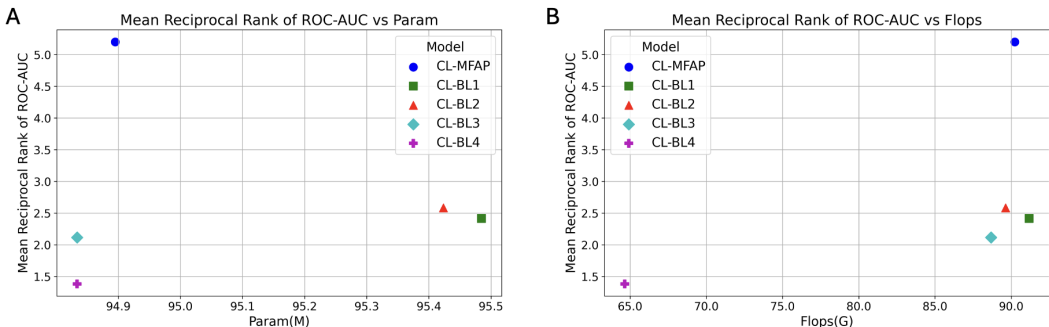 A
Mean Reciprocal Rank of ROC-AUC vs Param
Mean Reciprocal Rank of ROC-AUC
5.0
4.5
4.0
3.5
3.0
2.5
2.0
1.5
Model
CL-MFAP
CL-BL1
CL-BL2
CL-BL3
CL-BL4
94.9
95.0
95.1
95.2
95.3
95.4
95.5
Param(M)
B
Mean Reciprocal Rank of ROC-AUC vs Flops
Mean Reciprocal Rank of ROC-AUC
5.0
4.5
4.0
3.5
3.0
2.5
2.0
1.5
Model
CL-MFAP
CL-BL1
CL-BL2
CL-BL3
CL-BL4
65.0
70.0
75.0
80.0
85.0
90.0
Flops(G)